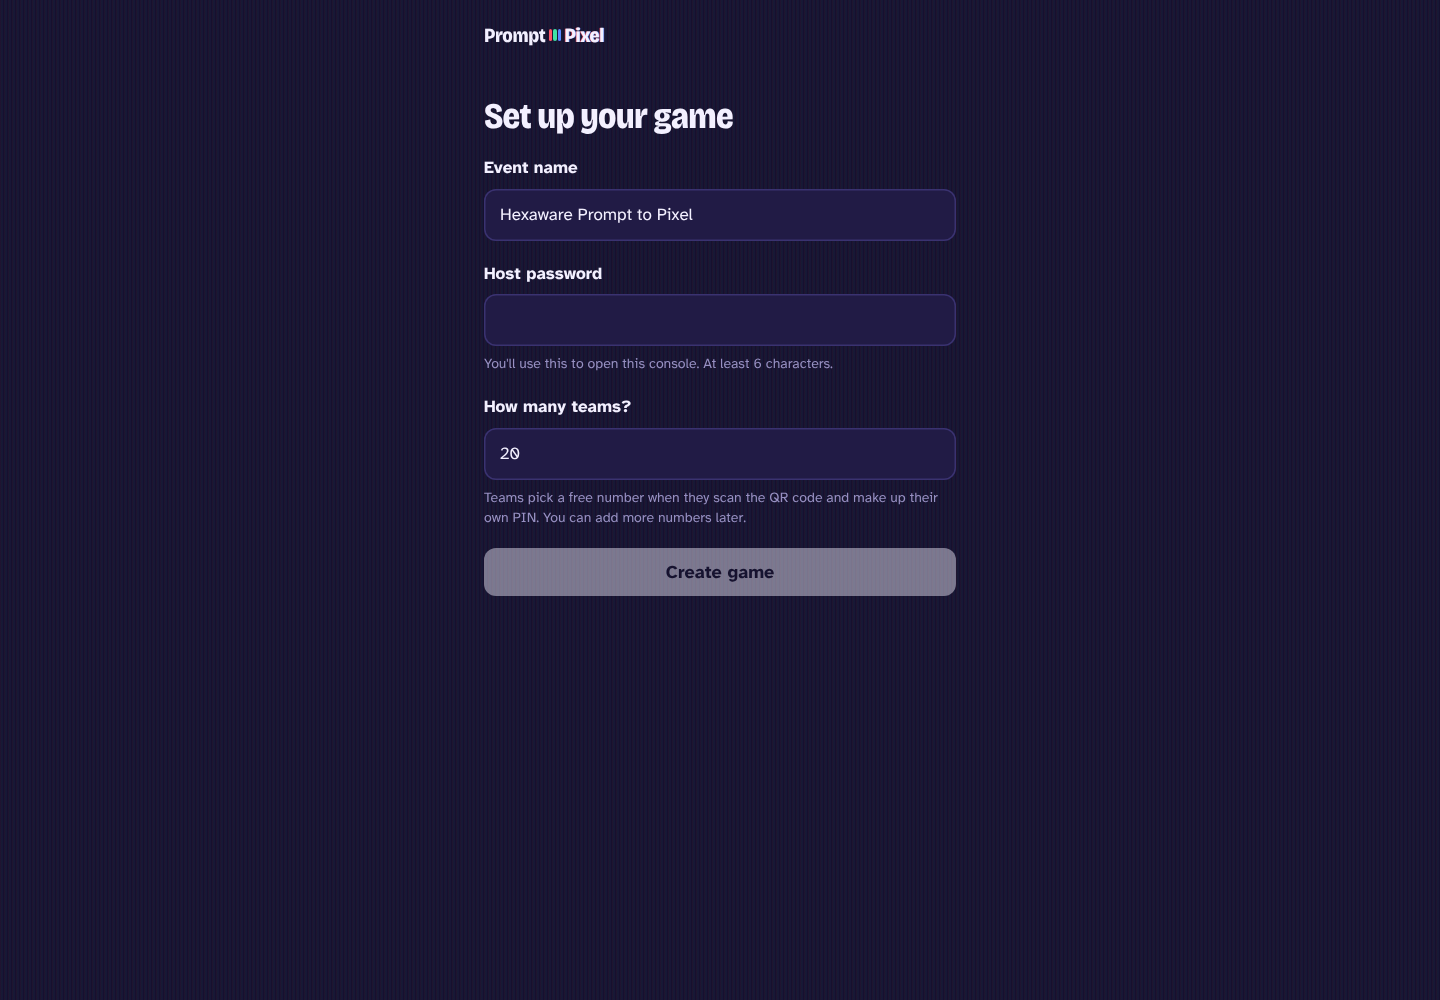 Prompt Pixel
Set up your game
Event name
Hexaware Prompt to Pixel
Host password
You'll use this to open this console. At least 6 characters.
How many teams?
20
Teams pick a free number when they scan the QR code and make up their
own PIN. You can add more numbers later.
Create game